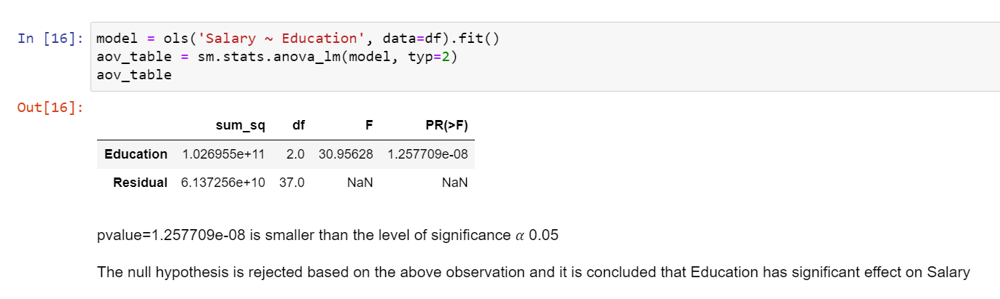 In [16]: model = ols('Salary ~ Education', data=df).fit()
aov_table = sm.stats.anova_lm(model, typ=2)
aov_table
Out[16]:
sum_sq df F PR(>F)
Education 1.026955e+11 2.0 30.95628 1.257709e-08
Residual 6.137256e+10 37.0 NaN NaN
pvalue=1.257709e-08 is smaller than the level of significance α 0.05
The null hypothesis is rejected based on the above observation and it is concluded that Education has significant effect on Salary